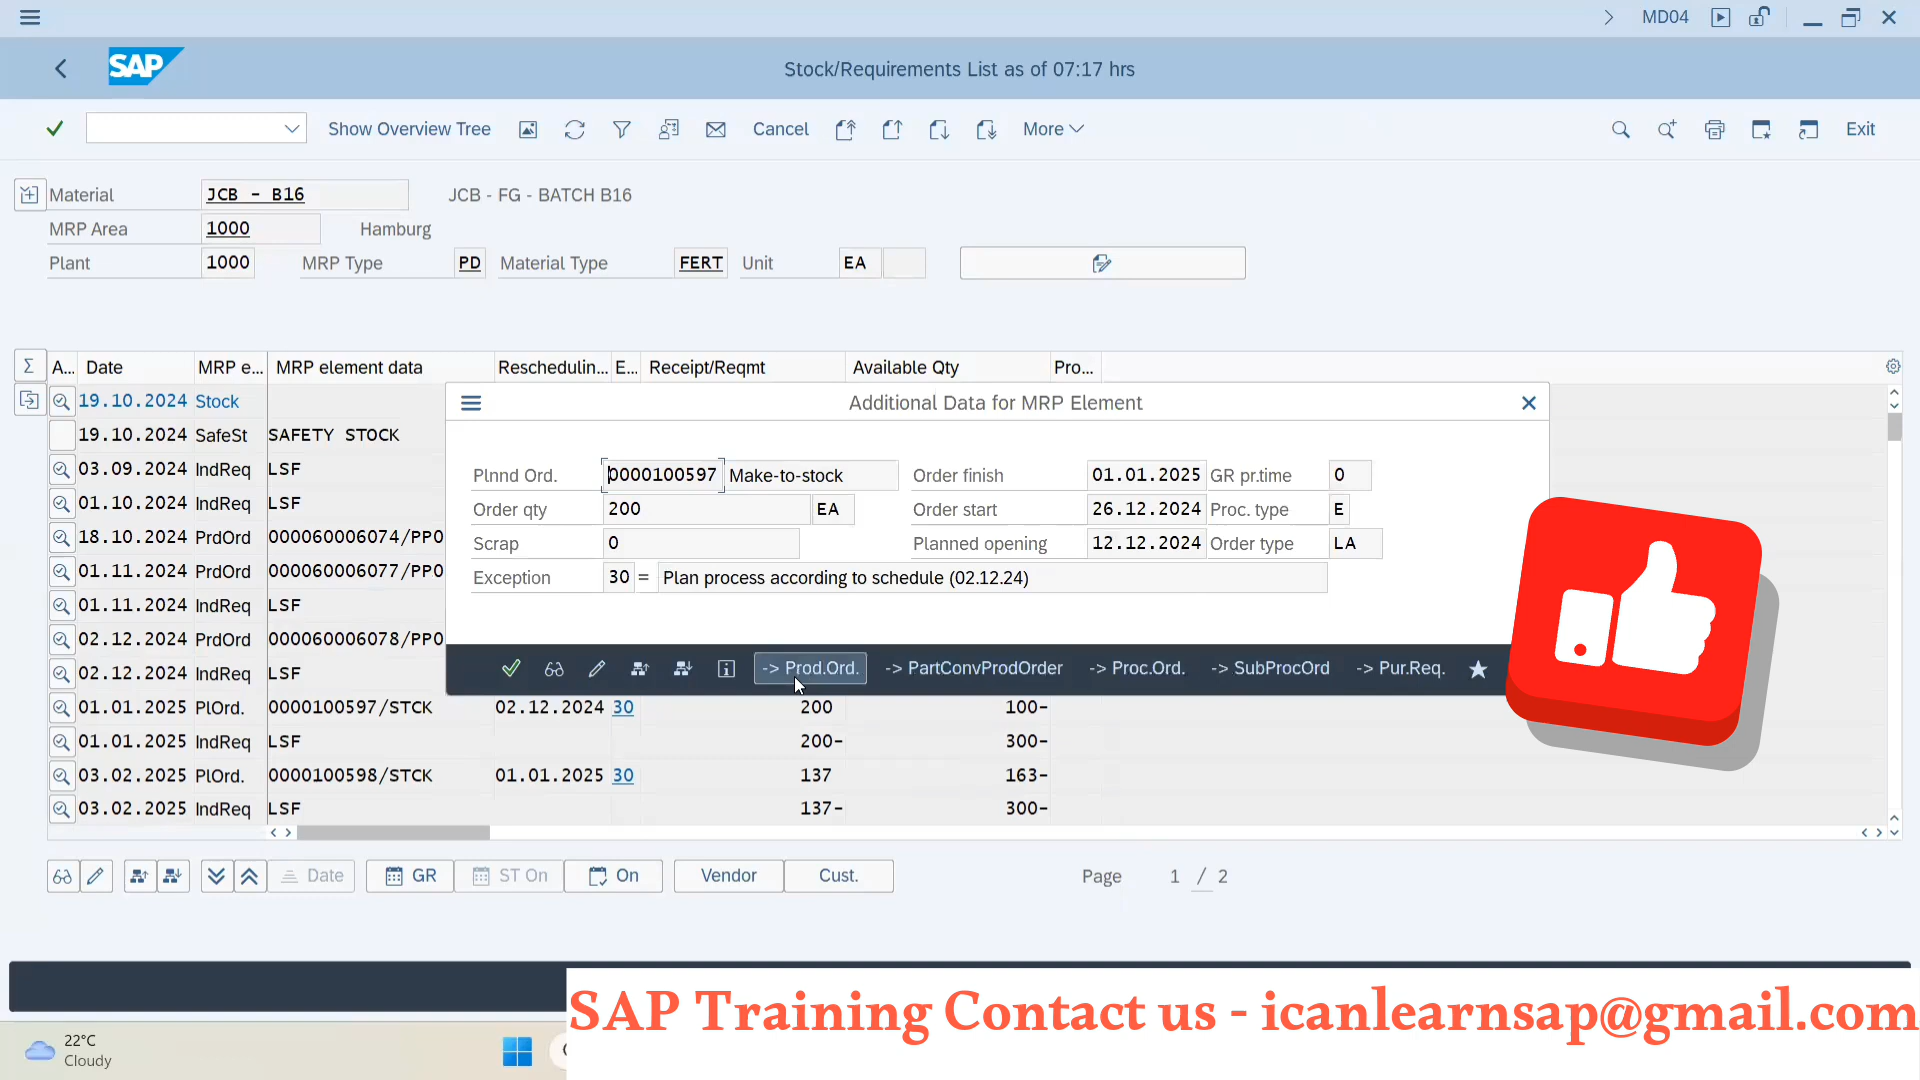 MD04
SAP
Stock/Requirements List as of 07:17 hrs
Show Overview Tree Cancel More Exit
Material JCB - B16 JCB - FG - BATCH B16
MRP Area 1000 Hamburg
Plant 1000 MRP Type PD Material Type FERT Unit EA
A... Date MRP e... MRP element data Reschedulin... E... Receipt/Reqmt Available Qty Pro...
19.10.2024 Stock
19.10.2024 SafeSt SAFETY STOCK
03.09.2024 IndReq LSF
01.10.2024 IndReq LSF
18.10.2024 PrdOrd 000060006074/PP0
01.11.2024 PrdOrd 000060006077/PP0
01.11.2024 IndReq LSF
02.12.2024 PrdOrd 000060006078/PP0
02.12.2024 IndReq LSF
01.01.2025 PlOrd. 0000100597/STCK 02.12.2024 30 200 100-
01.01.2025 IndReq LSF 200- 300-
03.02.2025 PlOrd. 0000100598/STCK 01.01.2025 30 137 163-
03.02.2025 IndReq LSF 137- 300-
Additional Data for MRP Element
Plnnd Ord. 0000100597 Make-to-stock Order finish 01.01.2025 GR pr.time 0
Order qty 200 EA Order start 26.12.2024 Proc. type E
Scrap 0 Planned opening 12.12.2024 Order type LA
Exception 30 = Plan process according to schedule (02.12.24)
-> Prod.Ord. -> PartConvProdOrder -> Proc.Ord. -> SubProcOrd -> Pur.Req.
Date GR ST On On Vendor Cust. Page 1 / 2
SAP Training Contact us - icanlearnsap@gmail.com
22°C
Cloudy